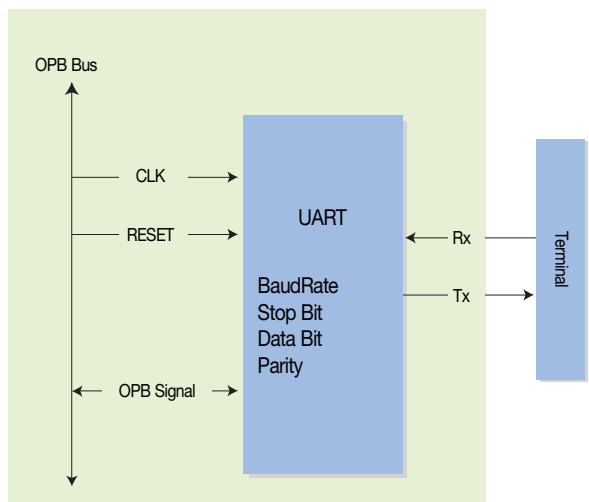 OPB Bus
CLK
RESET
OPB Signal
UART
BaudRate
Stop Bit
Data Bit
Parity
Rx
Tx
Terminal